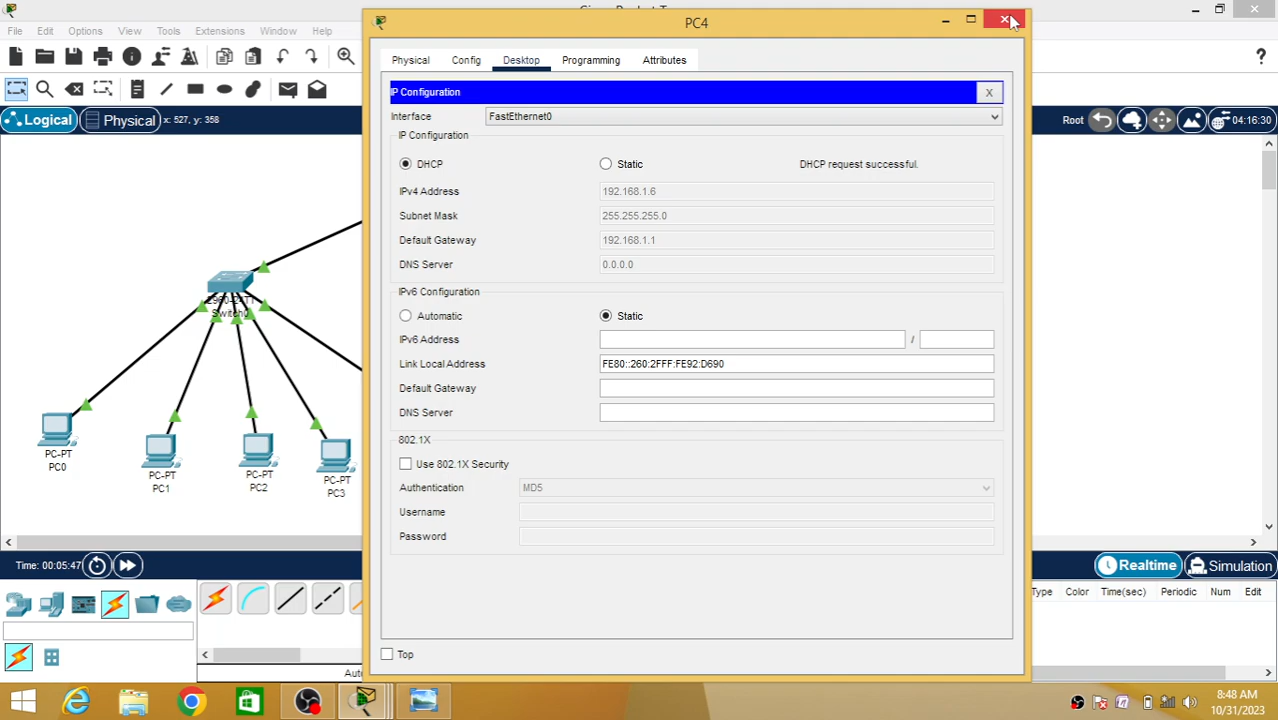 PC4
File Edit Options View Tools Extensions Window Help
Physical Config Desktop Programming Attributes
Logical Physical x: 527, y: 358
Root 04:16:30
IP Configuration X
Interface FastEthernet0
IP Configuration
DHCP Static DHCP request successful.
IPv4 Address 192.168.1.6
Subnet Mask 255.255.255.0
Default Gateway 192.168.1.1
DNS Server 0.0.0.0
IPv6 Configuration
Automatic Static
IPv6 Address /
Link Local Address FE80::260:2FFF:FE92:D690
Default Gateway
DNS Server
802.1X
Use 802.1X Security
Authentication MD5
Username
Password
Top
Switch0
PC-PT
PC0
PC-PT
PC1
PC-PT
PC2
PC-PT
PC3
Time: 00:05:47
Realtime Simulation
Type Color Time(sec) Periodic Num Edit
8:48 AM
10/31/2023